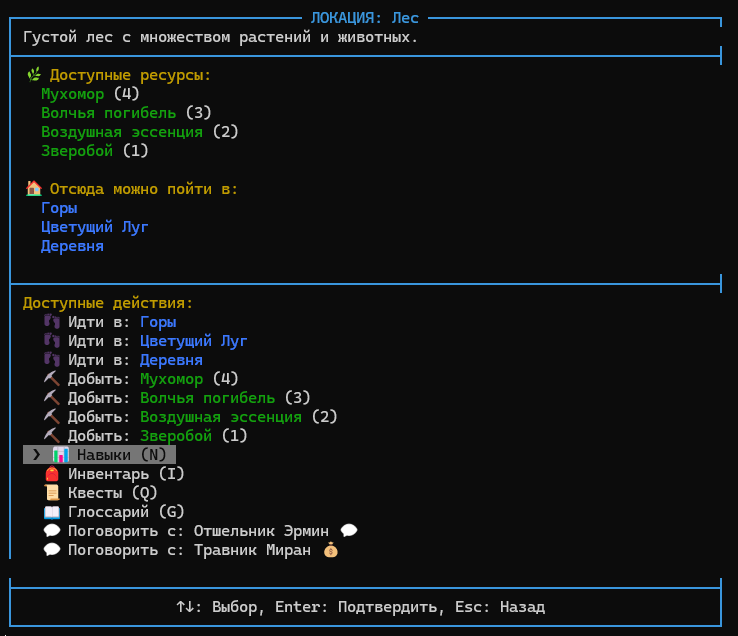 ЛОКАЦИЯ: Лес
Густой лес с множеством растений и животных.
🌿 Доступные ресурсы:
Мухомор (4)
Волчья погибель (3)
Воздушная эссенция (2)
Зверобой (1)
🏠 Отсюда можно пойти в:
Горы
Цветущий Луг
Деревня
Доступные действия:
👣 Идти в: Горы
👣 Идти в: Цветущий Луг
👣 Идти в: Деревня
⛏ Добыть: Мухомор (4)
⛏ Добыть: Волчья погибель (3)
⛏ Добыть: Воздушная эссенция (2)
⛏ Добыть: Зверобой (1)
❯ 📊 Навыки (N)
🎒 Инвентарь (I)
📜 Квесты (Q)
📖 Глоссарий (G)
💬 Поговорить с: Отшельник Эрмин 💬
💬 Поговорить с: Травник Миран 💰
↑↓: Выбор, Enter: Подтвердить, Esc: Назад